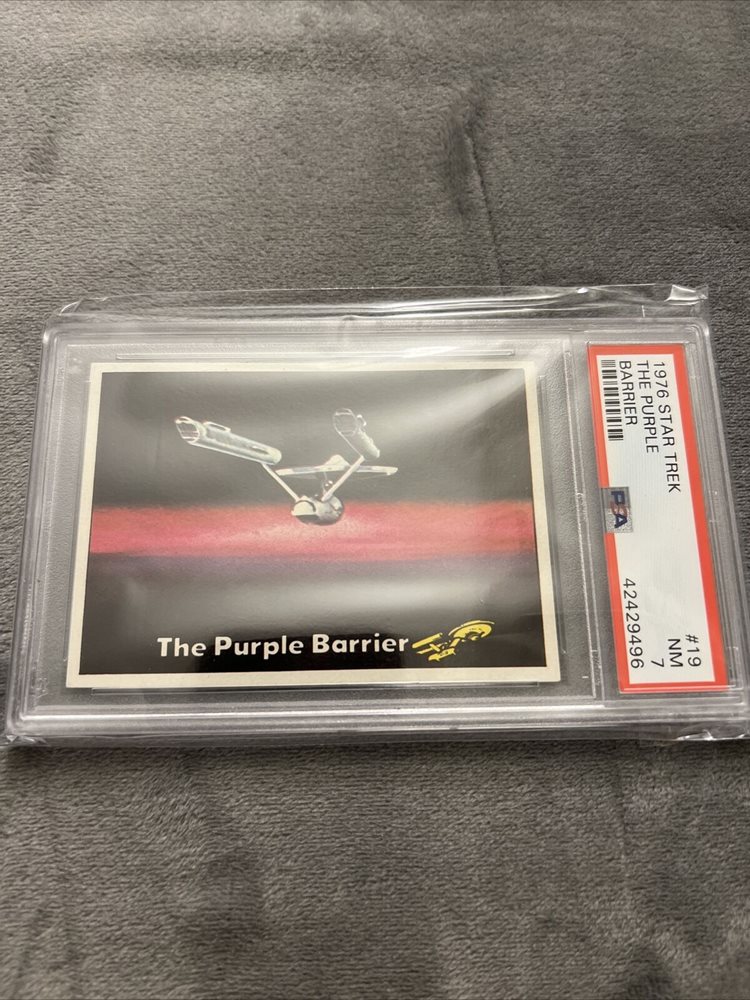 The Purple Barrier
1976 STAR TREK
THE PURPLE
BARRIER
#19
NM
7
PSA
42429496